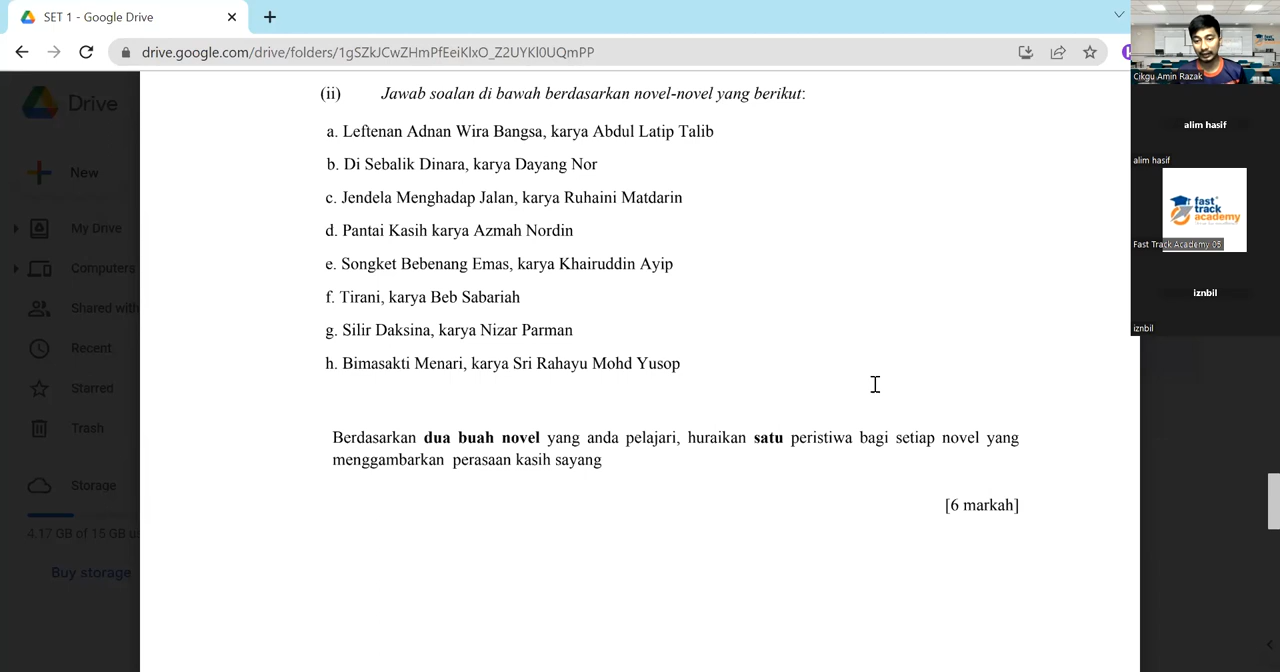 SET 1 - Google Drive
drive.google.com/drive/folders/1gSZkJCwZHmPfEeiKlxO_Z2UYKl0UQmPP
Drive
New
My Drive
Computers
Shared with
Recent
Starred
Trash
Storage
4.17 GB of 15 GB u
Buy storage
(ii) Jawab soalan di bawah berdasarkan novel-novel yang berikut:
a. Leftenan Adnan Wira Bangsa, karya Abdul Latip Talib
b. Di Sebalik Dinara, karya Dayang Nor
c. Jendela Menghadap Jalan, karya Ruhaini Matdarin
d. Pantai Kasih karya Azmah Nordin
e. Songket Bebenang Emas, karya Khairuddin Ayip
f. Tirani, karya Beb Sabariah
g. Silir Daksina, karya Nizar Parman
h. Bimasakti Menari, karya Sri Rahayu Mohd Yusop
Berdasarkan dua buah novel yang anda pelajari, huraikan satu peristiwa bagi setiap novel yang
menggambarkan perasaan kasih sayang
[6 markah]
Cikgu Amin Razak
alim hasif
alim hasif
fast
track
academy
Fast Track Academy 05
iznbil
iznbil